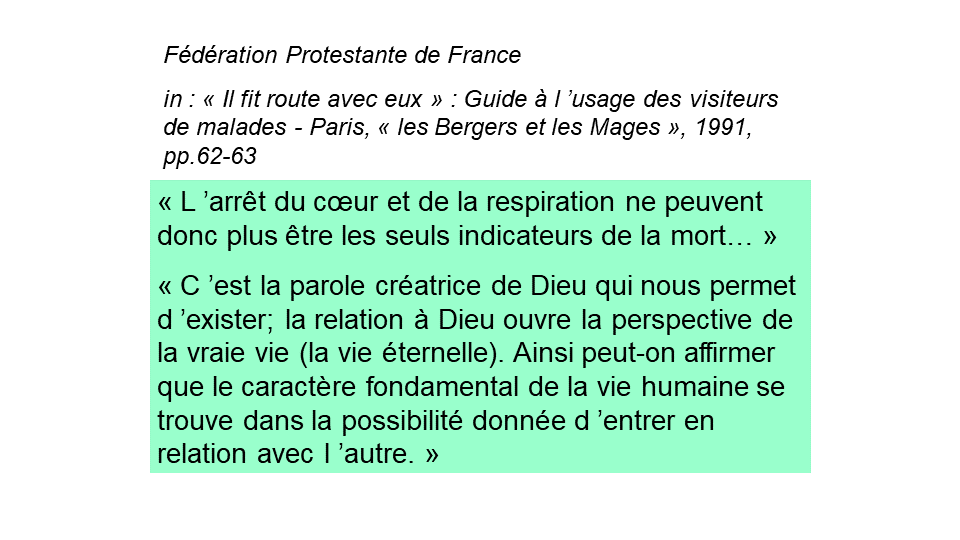 Fédération Protestante de France
in : « Il fit route avec eux » : Guide à l ’usage des visiteurs
de malades - Paris, « les Bergers et les Mages », 1991,
pp.62-63
« L ’arrêt du cœur et de la respiration ne peuvent
donc plus être les seuls indicateurs de la mort… »
« C ’est la parole créatrice de Dieu qui nous permet
d ’exister; la relation à Dieu ouvre la perspective de
la vraie vie (la vie éternelle). Ainsi peut-on affirmer
que le caractère fondamental de la vie humaine se
trouve dans la possibilité donnée d ’entrer en
relation avec l ’autre. »